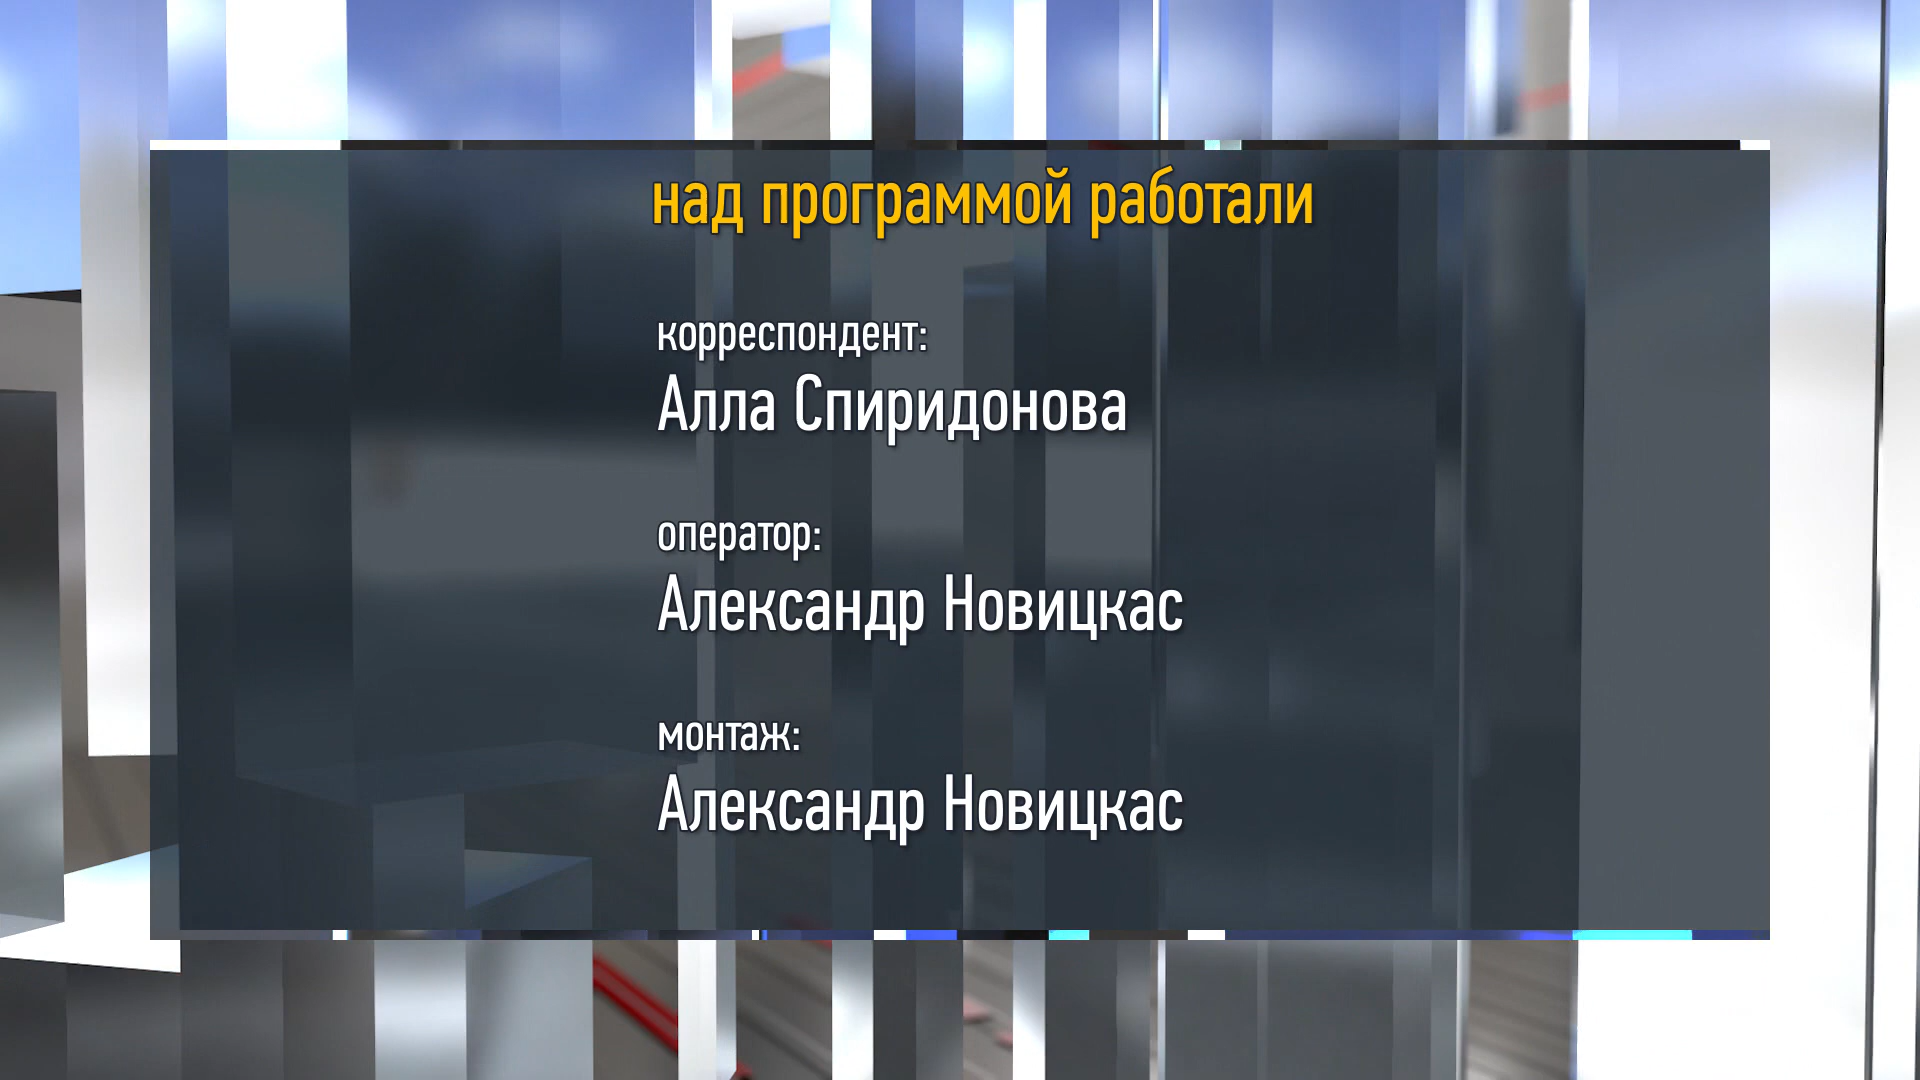 над программой работали
корреспондент:
Алла Спиридонова
оператор:
Александр Новицкас
монтаж:
Александр Новицкас